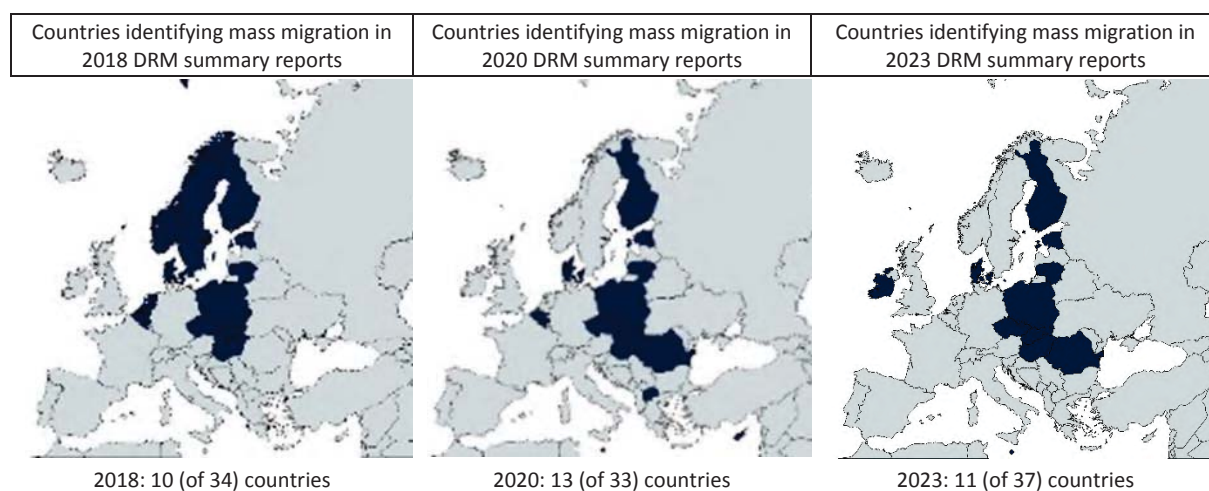 Countries identifying mass migration in
2018 DRM summary reports
Countries identifying mass migration in
2020 DRM summary reports
Countries identifying mass migration in
2023 DRM summary reports
2018: 10 (of 34) countries
2020: 13 (of 33) countries
2023: 11 (of 37) countries